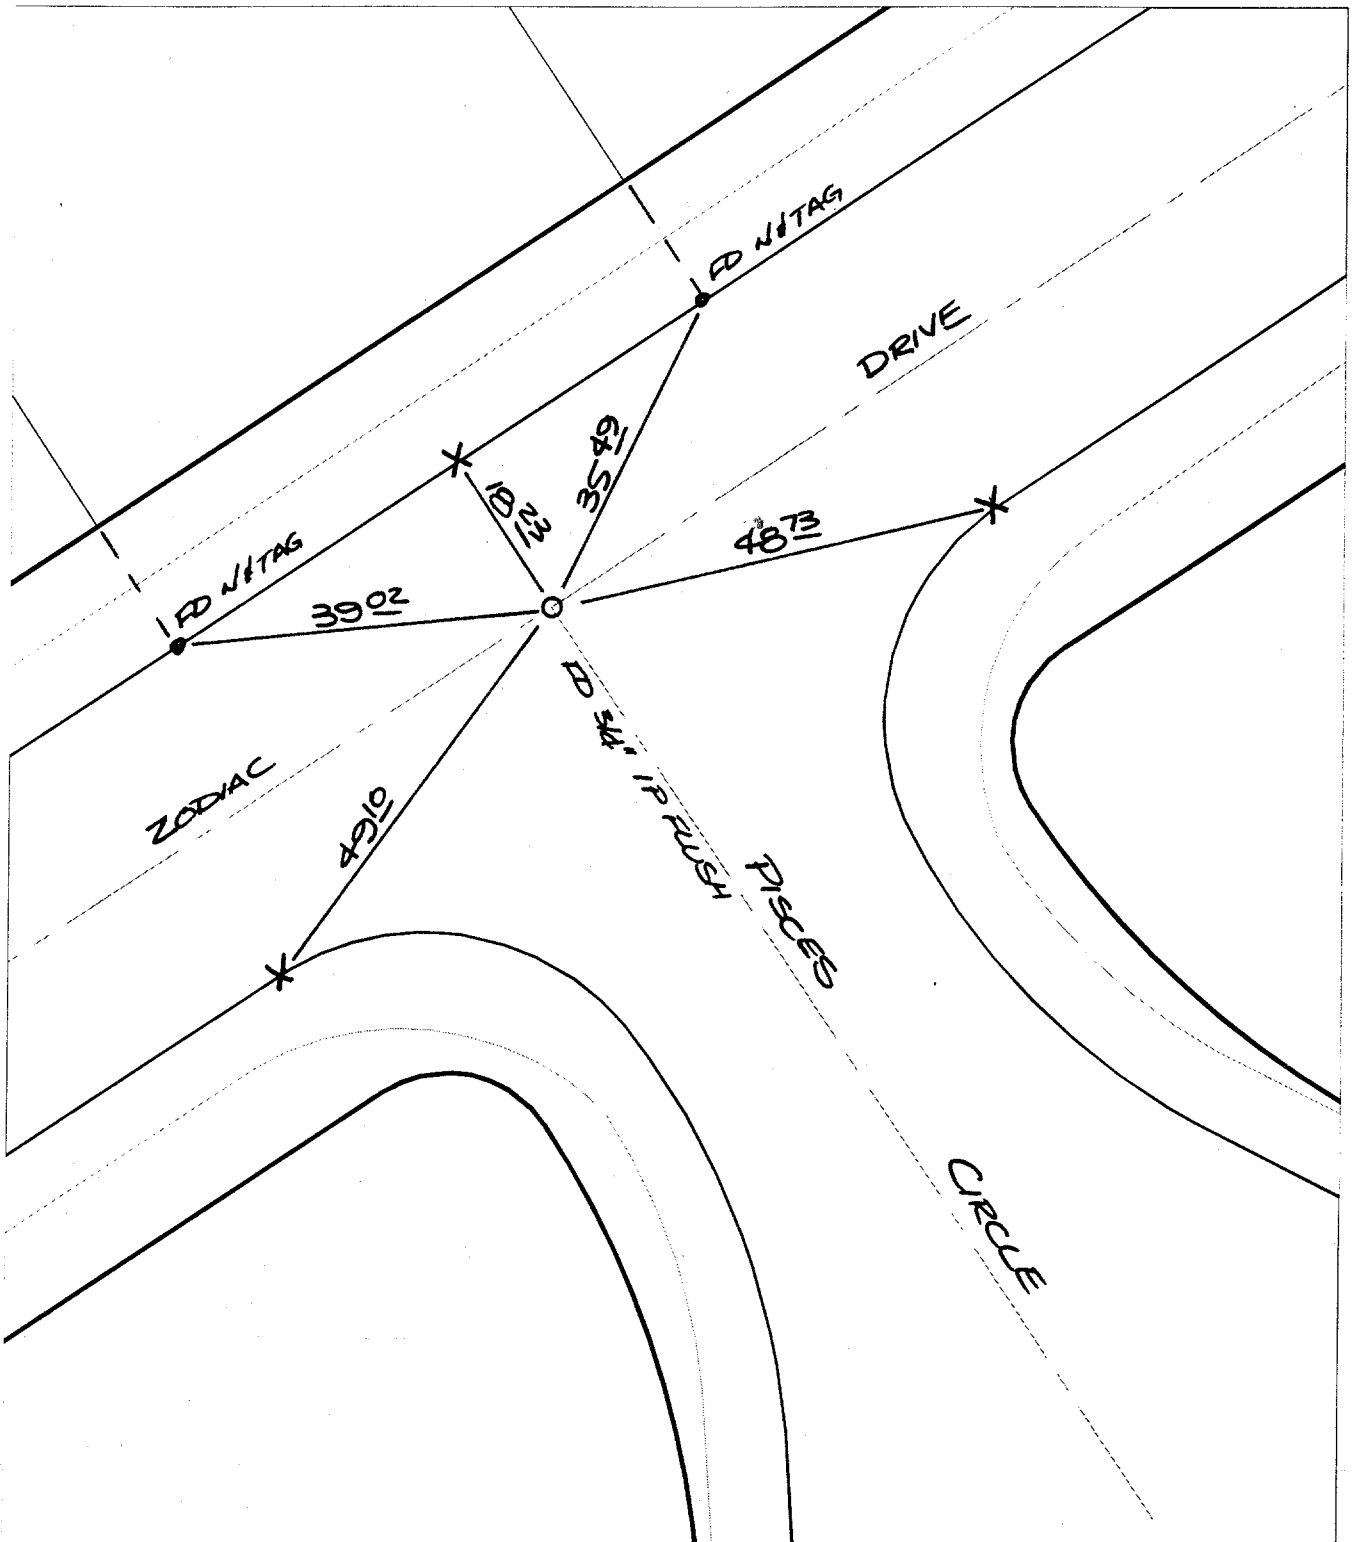 FD N&TAG
DRIVE
35 49
18 23
48 73
FD N&TAG
39 02
FD 3/4" IP FLUSH
ZODIAC
49 10
PISCES
CIRCLE